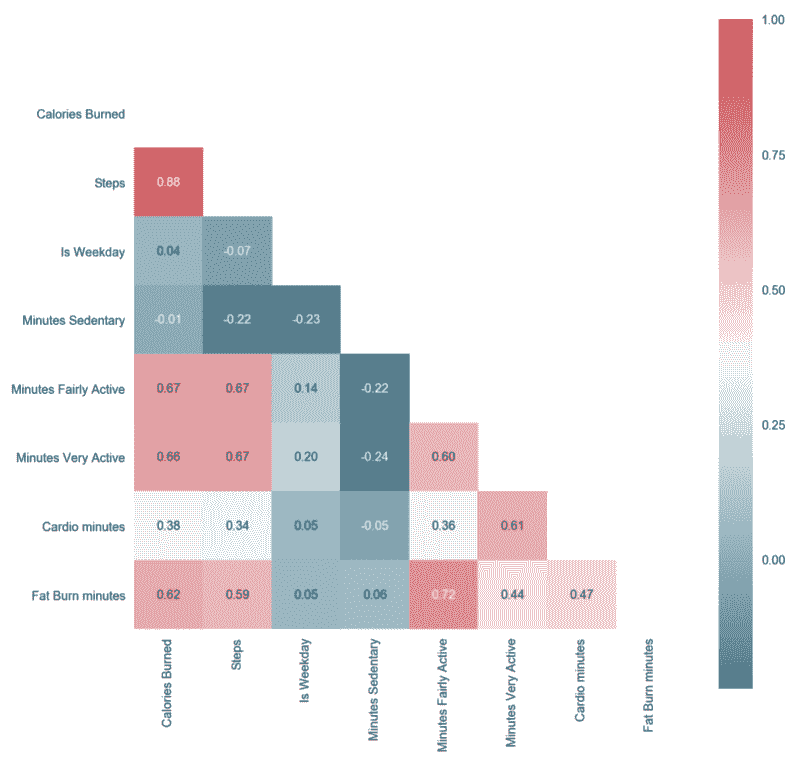 1.00
Calories Burned
0.75
Steps 0.88
Is Weekday 0.04 -0.07
0.50
Minutes Sedentary -0.01 -0.22 -0.23
Minutes Fairly Active 0.67 0.67 0.14 -0.22
0.25
Minutes Very Active 0.66 0.67 0.20 -0.24 0.60
Cardio minutes 0.38 0.34 0.05 -0.05 0.36 0.61
0.00
Fat Burn minutes 0.62 0.59 0.05 0.06 0.72 0.44 0.47
Calories Burned
Steps
Is Weekday
Minutes Sedentary
Minutes Fairly Active
Minutes Very Active
Cardio minutes
Fat Burn minutes